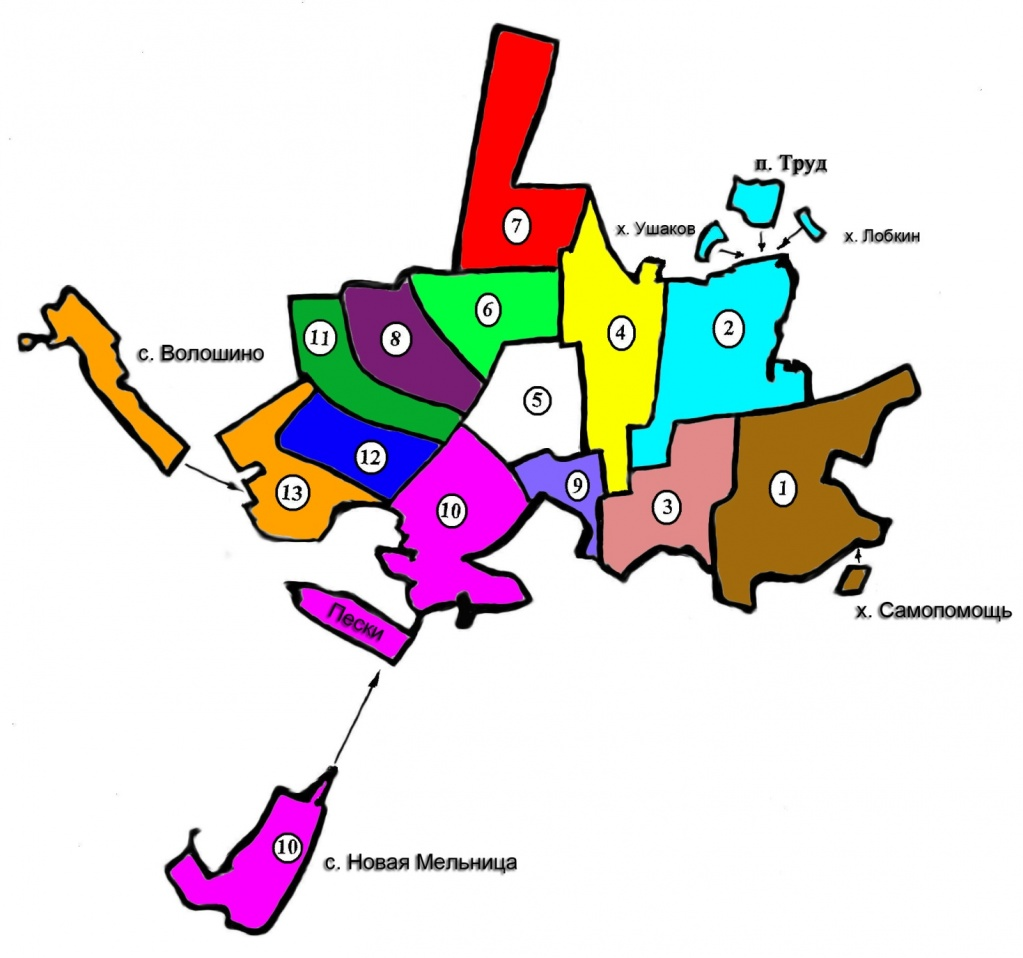 п. Труд
х. Ушаков
х. Лобкин
7
6
11
8
4
2
с. Волошино
5
12
13
9
10
3
1
х. Самопомощь
Пески
10
с. Новая Мельница